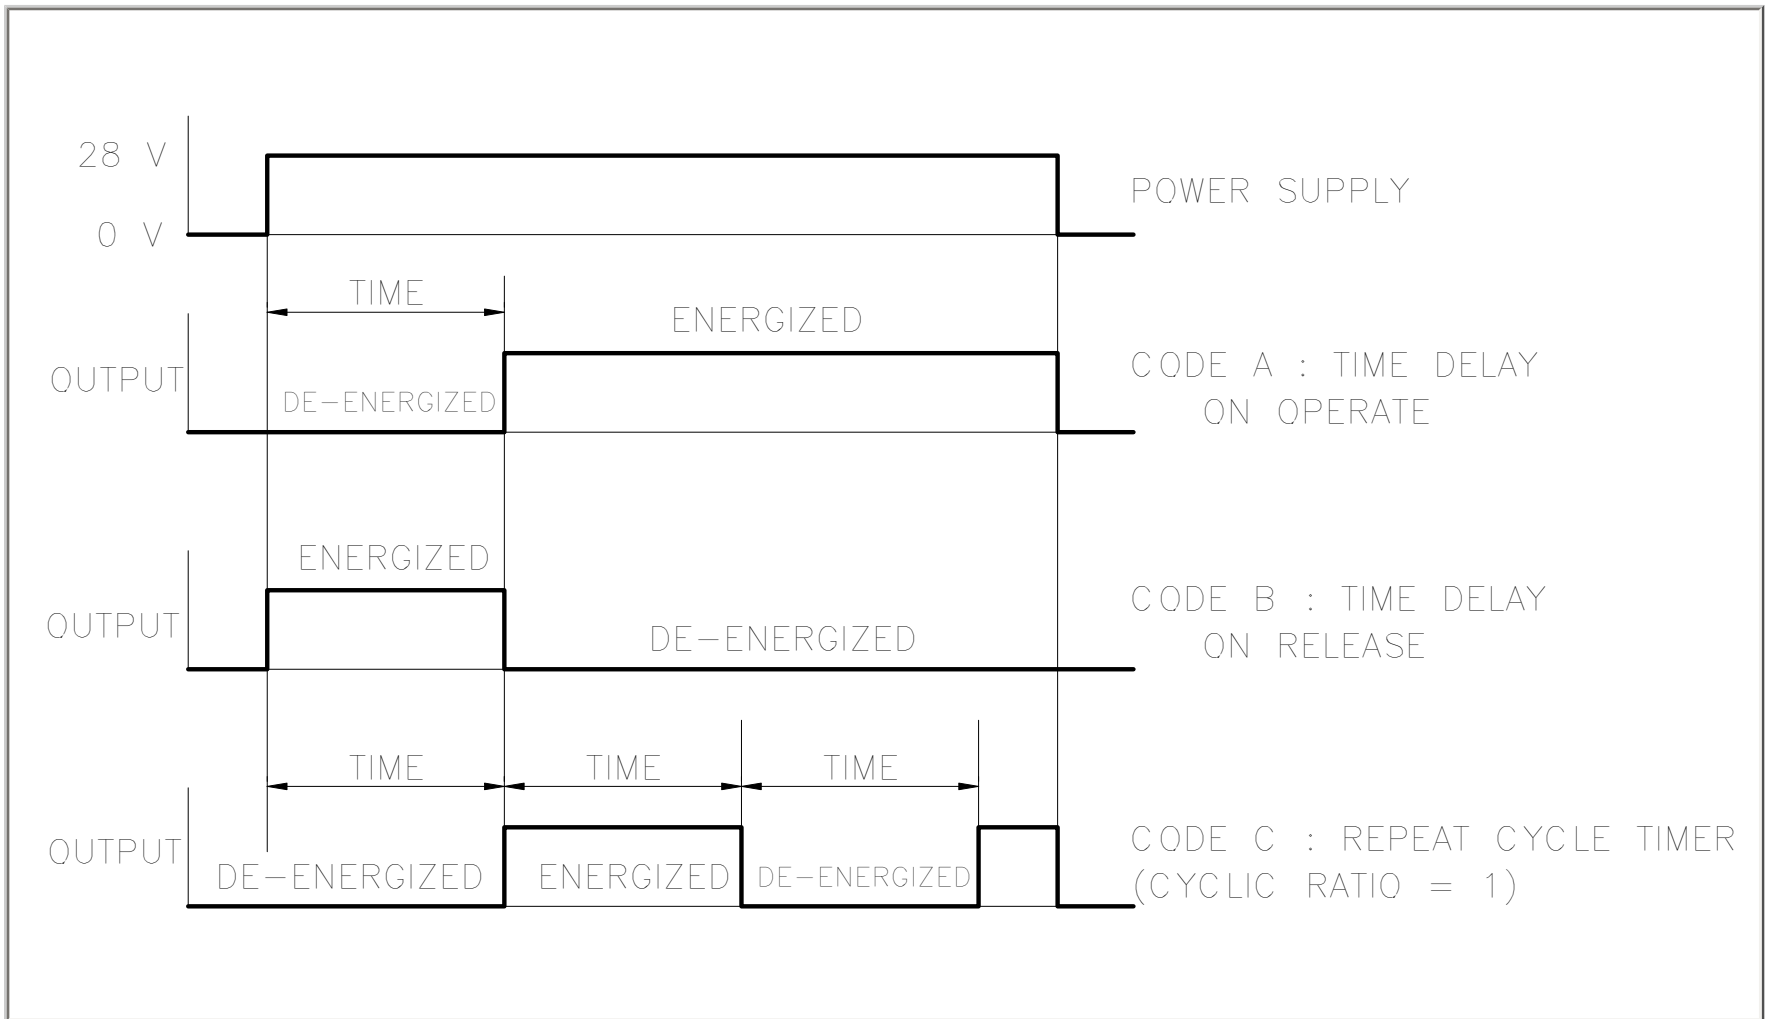 28 V
0 V
POWER SUPPLY
TIME
ENERGIZED
OUTPUT
DE-ENERGIZED
CODE A : TIME DELAY
ON OPERATE
ENERGIZED
OUTPUT
DE-ENERGIZED
CODE B : TIME DELAY
ON RELEASE
TIME
TIME
TIME
OUTPUT
DE-ENERGIZED
ENERGIZED
DE-ENERGIZED
CODE C : REPEAT CYCLE TIMER
(CYCLIC RATIO = 1)